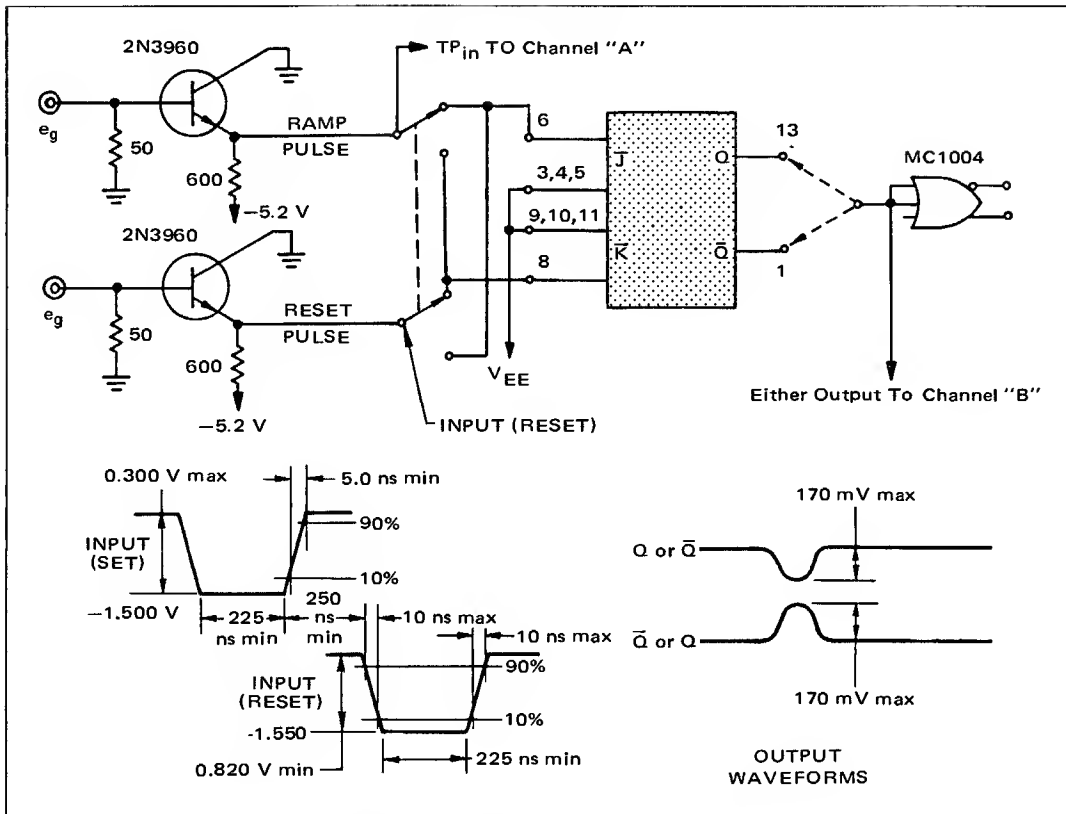 2N3960
TP_in TO Channel "A"
e_g
50
RAMP
PULSE
600
−5.2 V
6
J̅
3,4,5
9,10,11
K̅
8
Q
13
Q̅
1
MC1004
2N3960
e_g
50
RESET
PULSE
600
−5.2 V
V_EE
INPUT (RESET)
Either Output To Channel "B"
0.300 V max
5.0 ns min
90%
INPUT
(SET)
10%
−1.500 V
225
ns min
250
ns
min
10 ns max
10 ns max
90%
INPUT
(RESET)
10%
-1.550
0.820 V min
225 ns min
170 mV max
Q or Q̅
Q̅ or Q
170 mV max
OUTPUT
WAVEFORMS